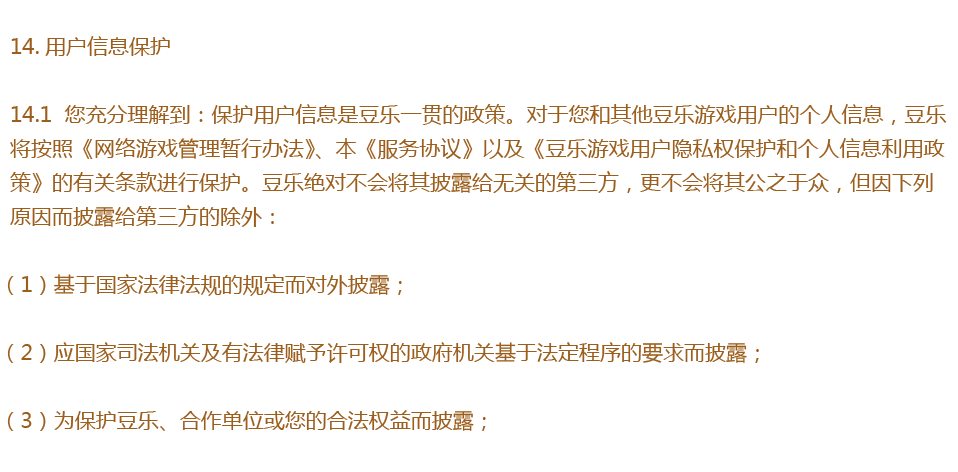 14. 用户信息保护
14.1 您充分理解到：保护用户信息是豆乐一贯的政策。对于您和其他豆乐游戏用户的个人信息，豆乐
将按照《网络游戏管理暂行办法》、本《服务协议》以及《豆乐游戏用户隐私权保护和个人信息利用政
策》的有关条款进行保护。豆乐绝对不会将其披露给无关的第三方，更不会将其公之于众，但因下列
原因而披露给第三方的除外：
（1）基于国家法律法规的规定而对外披露；
（2）应国家司法机关及有法律赋予许可权的政府机关基于法定程序的要求而披露；
（3）为保护豆乐、合作单位或您的合法权益而披露；